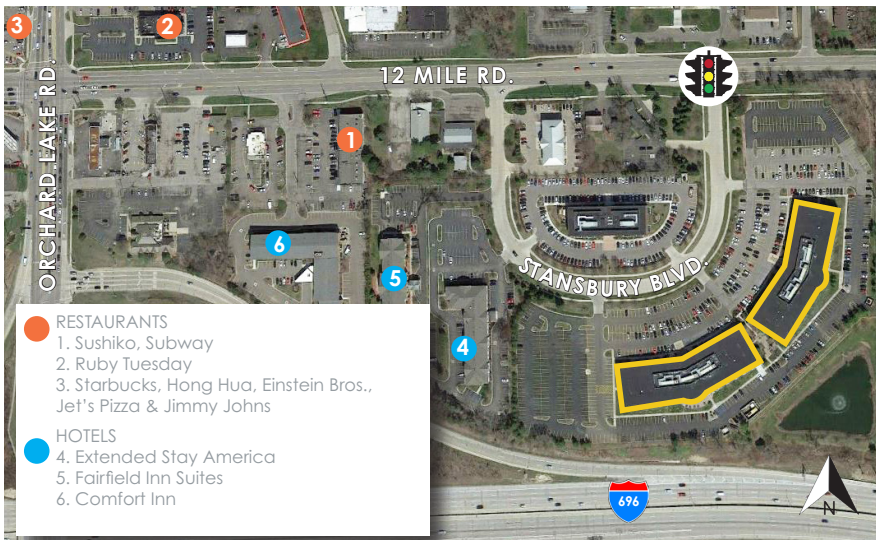 3
2
12 MILE RD.
ORCHARD LAKE RD.
1
6
5
STANSBURY BLVD.
4
RESTAURANTS
1. Sushiko, Subway
2. Ruby Tuesday
3. Starbucks, Hong Hua, Einstein Bros.,
Jet's Pizza & Jimmy Johns
HOTELS
4. Extended Stay America
5. Fairfield Inn Suites
6. Comfort Inn
696
N